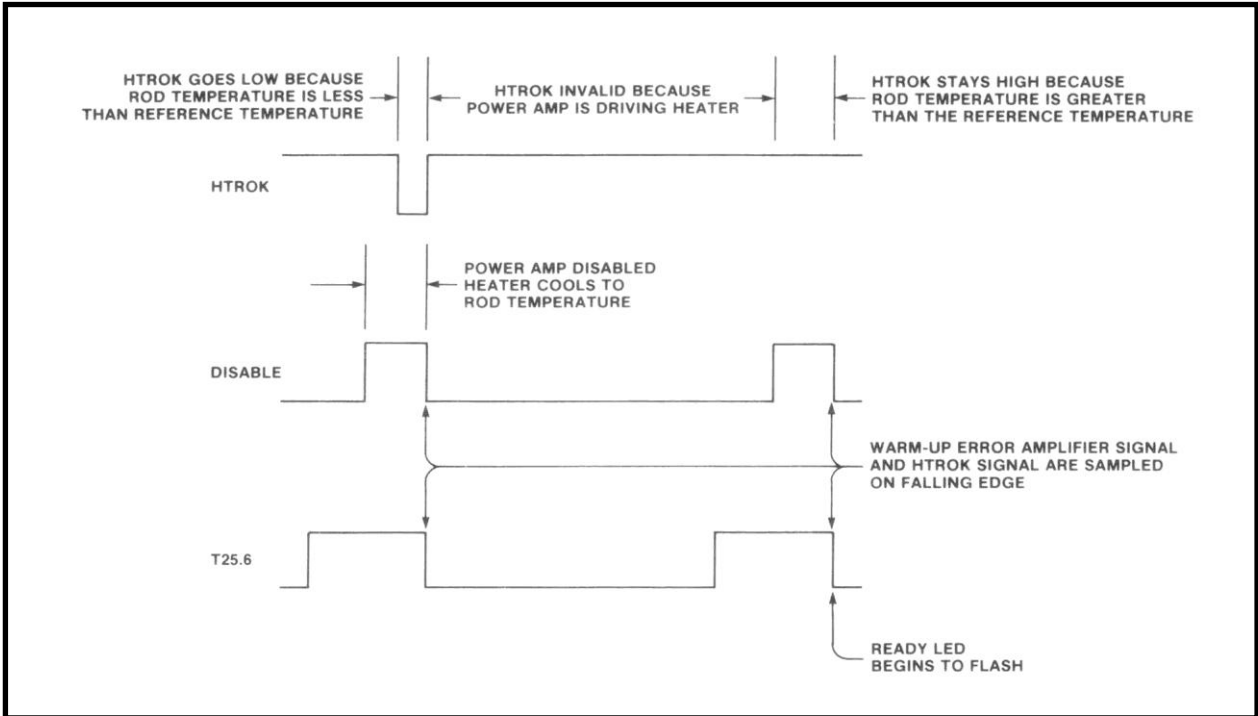 HTROK GOES LOW BECAUSE
ROD TEMPERATURE IS LESS
THAN REFERENCE TEMPERATURE
HTROK INVALID BECAUSE
POWER AMP IS DRIVING HEATER
HTROK STAYS HIGH BECAUSE
ROD TEMPERATURE IS GREATER
THAN THE REFERENCE TEMPERATURE
HTROK
POWER AMP DISABLED
HEATER COOLS TO
ROD TEMPERATURE
DISABLE
WARM-UP ERROR AMPLIFIER SIGNAL
AND HTROK SIGNAL ARE SAMPLED
ON FALLING EDGE
T25.6
READY LED
BEGINS TO FLASH